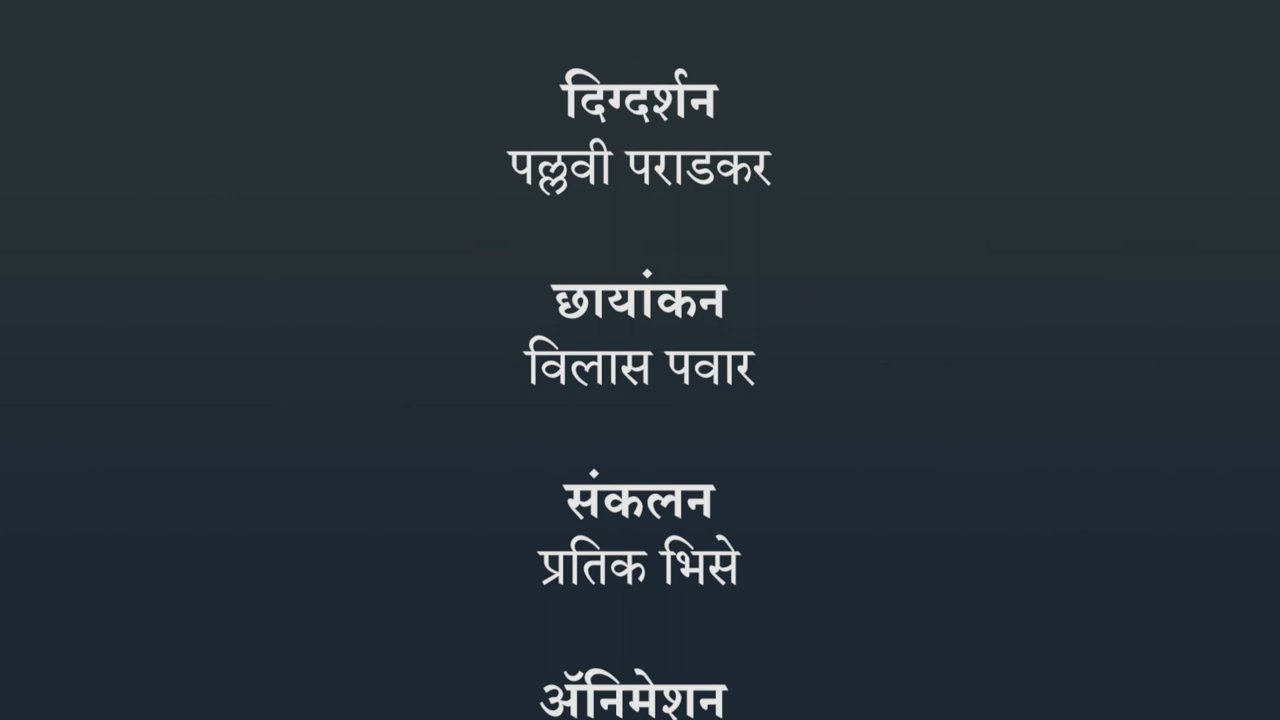 दिग्दर्शन
पल्लवी पराडकर
छायांकन
विलास पवार
संकलन
प्रतिक भिसे
ॲनिमेशन